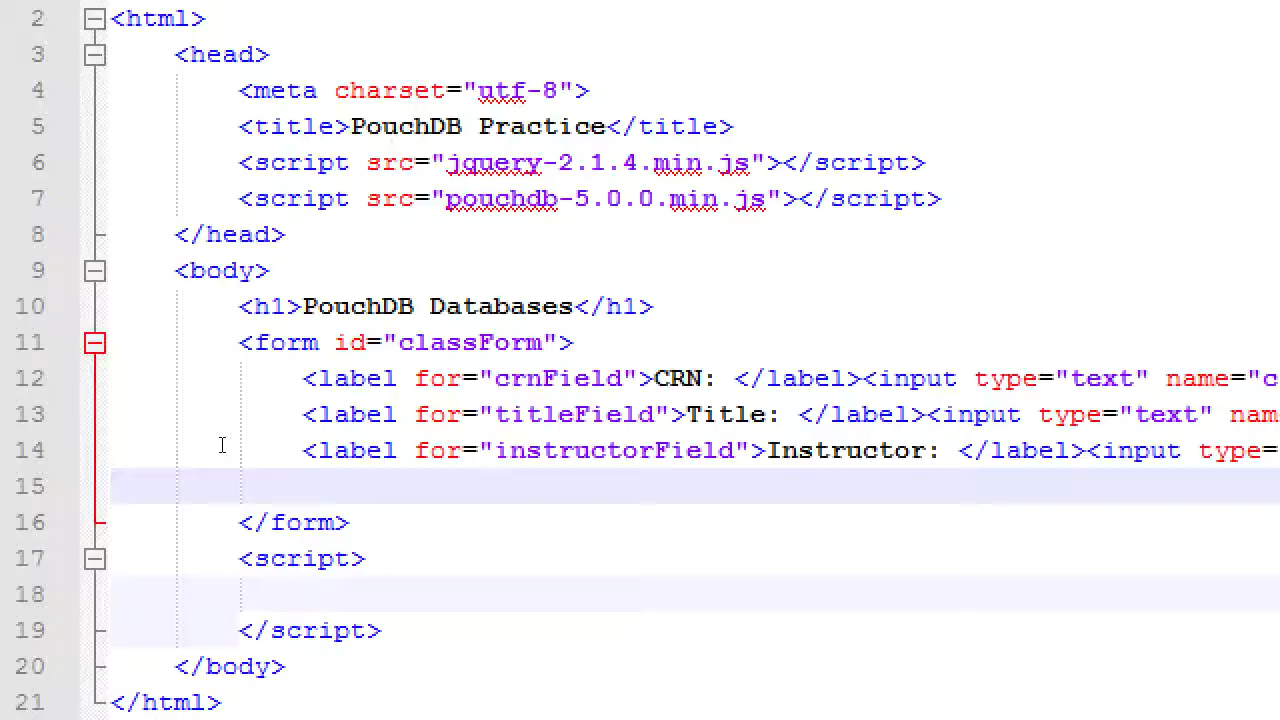 2 <html>
3 <head>
4 <meta charset="utf-8">
5 <title>PouchDB Practice</title>
6 <script src="jquery-2.1.4.min.js"></script>
7 <script src="pouchdb-5.0.0.min.js"></script>
8 </head>
9 <body>
10 <h1>PouchDB Databases</h1>
11 <form id="classForm">
12 <label for="crnField">CRN: </label><input type="text" name="c
13 <label for="titleField">Title: </label><input type="text" nam
14 <label for="instructorField">Instructor: </label><input type=
15
16 </form>
17 <script>
18
19 </script>
20 </body>
21 </html>